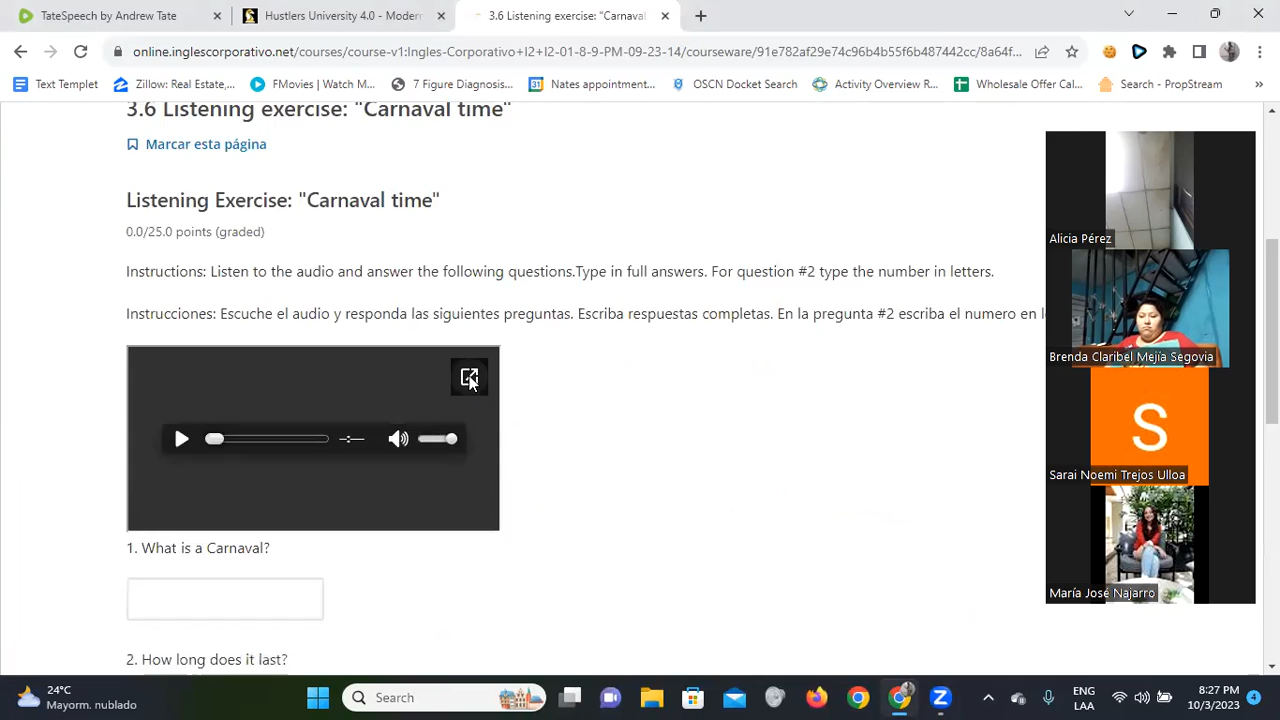 TateSpeech by Andrew Tate
Hustlers University 4.0 - Moder
3.6 Listening exercise: "Carnaval
online.inglescorporativo.net/courses/course-v1:Ingles-Corporativo+I2+I2-01-8-9-PM-09-23-14/courseware/91e782af29e74c96b4b55f6b487442cc/8a64f...
Text Templet
Zillow: Real Estate,...
FMovies | Watch M...
7 Figure Diagnosis...
31
Nates appointment...
OSCN Docket Search
Activity Overview R...
Wholesale Offer Cal...
Search - PropStream
»
3.6 Listening exercise: "Carnaval time"
Marcar esta página
Listening Exercise: "Carnaval time"
0.0/25.0 points (graded)
Instructions: Listen to the audio and answer the following questions.Type in full answers. For question #2 type the number in letters.
Instrucciones: Escuche el audio y responda las siguientes preguntas. Escriba respuestas completas. En la pregunta #2 escriba el numero en le
-:--
1. What is a Carnaval?
2. How long does it last?
Alicia Pérez
Brenda Claribel Mejía Segovia
S
Sarai Noemi Trejos Ulloa
María José Najarro
24°C
Mayorm. nublado
Search
ENG
LAA
8:27 PM
10/3/2023
4